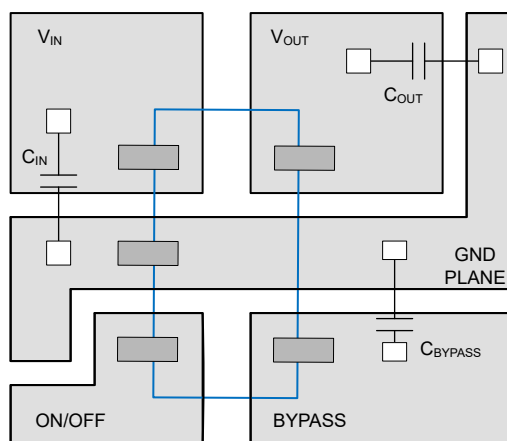 VIN
VOUT
COUT
CIN
GND
PLANE
CBYPASS
ON/OFF
BYPASS